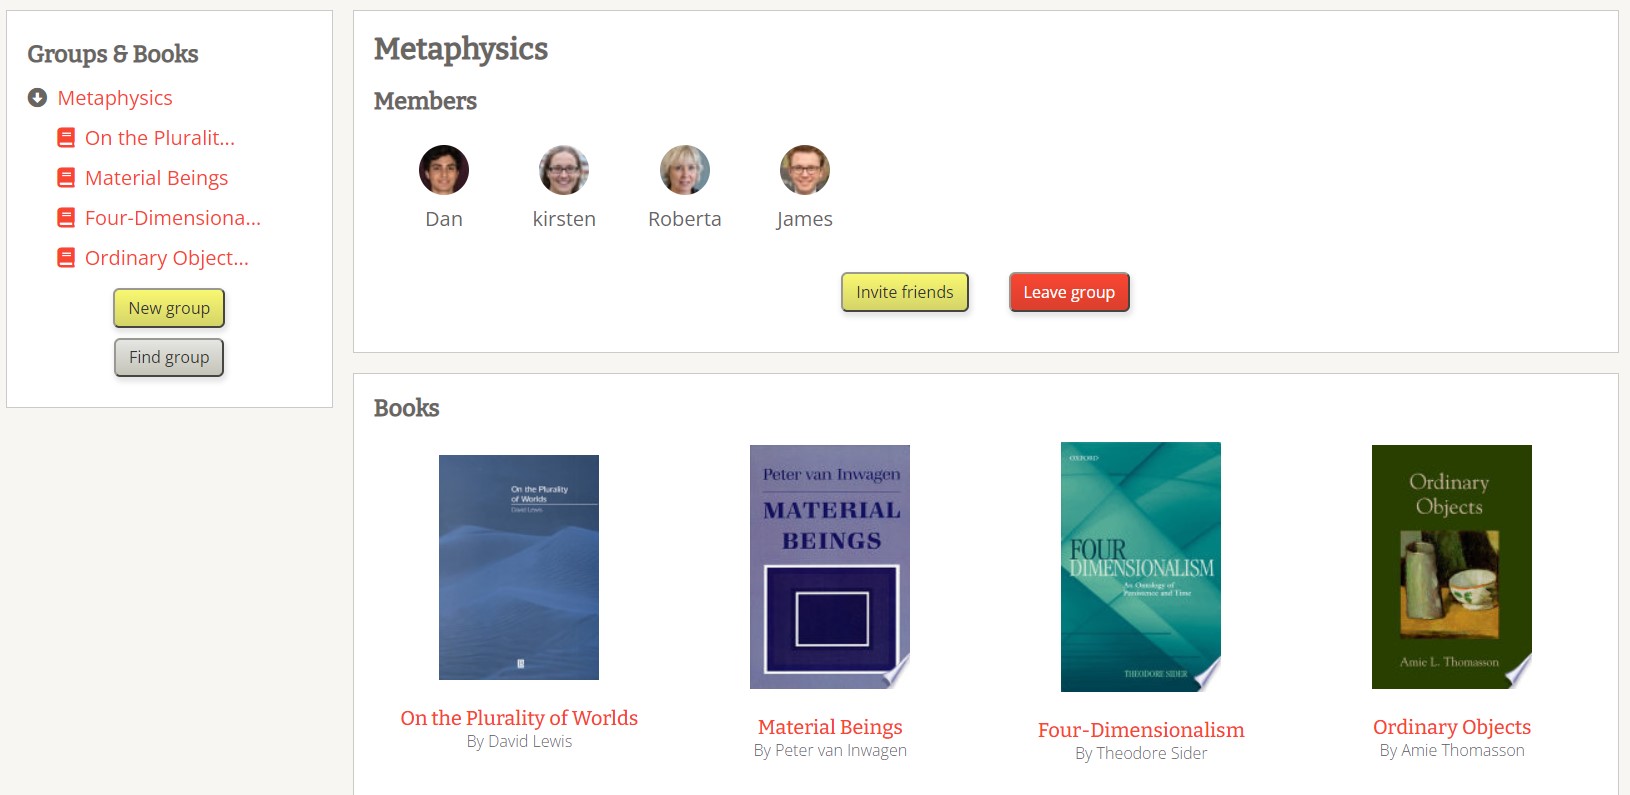 Groups & Books
Metaphysics
On the Pluralit...
Material Beings
Four-Dimensiona...
Ordinary Object...
New group
Find group
Metaphysics
Members
Dan
kirsten
Roberta
James
Invite friends
Leave group
Books
On the Plurality
of Worlds
David Lewis
Peter van Inwagen
MATERIAL
BEINGS
OXFORD
FOUR
DIMENSIONALISM
An Ontology of
Persistence and Time
THEODORE SIDER
Ordinary
Objects
Amie L. Thomasson
On the Plurality of Worlds
By David Lewis
Material Beings
By Peter van Inwagen
Four-Dimensionalism
By Theodore Sider
Ordinary Objects
By Amie Thomasson